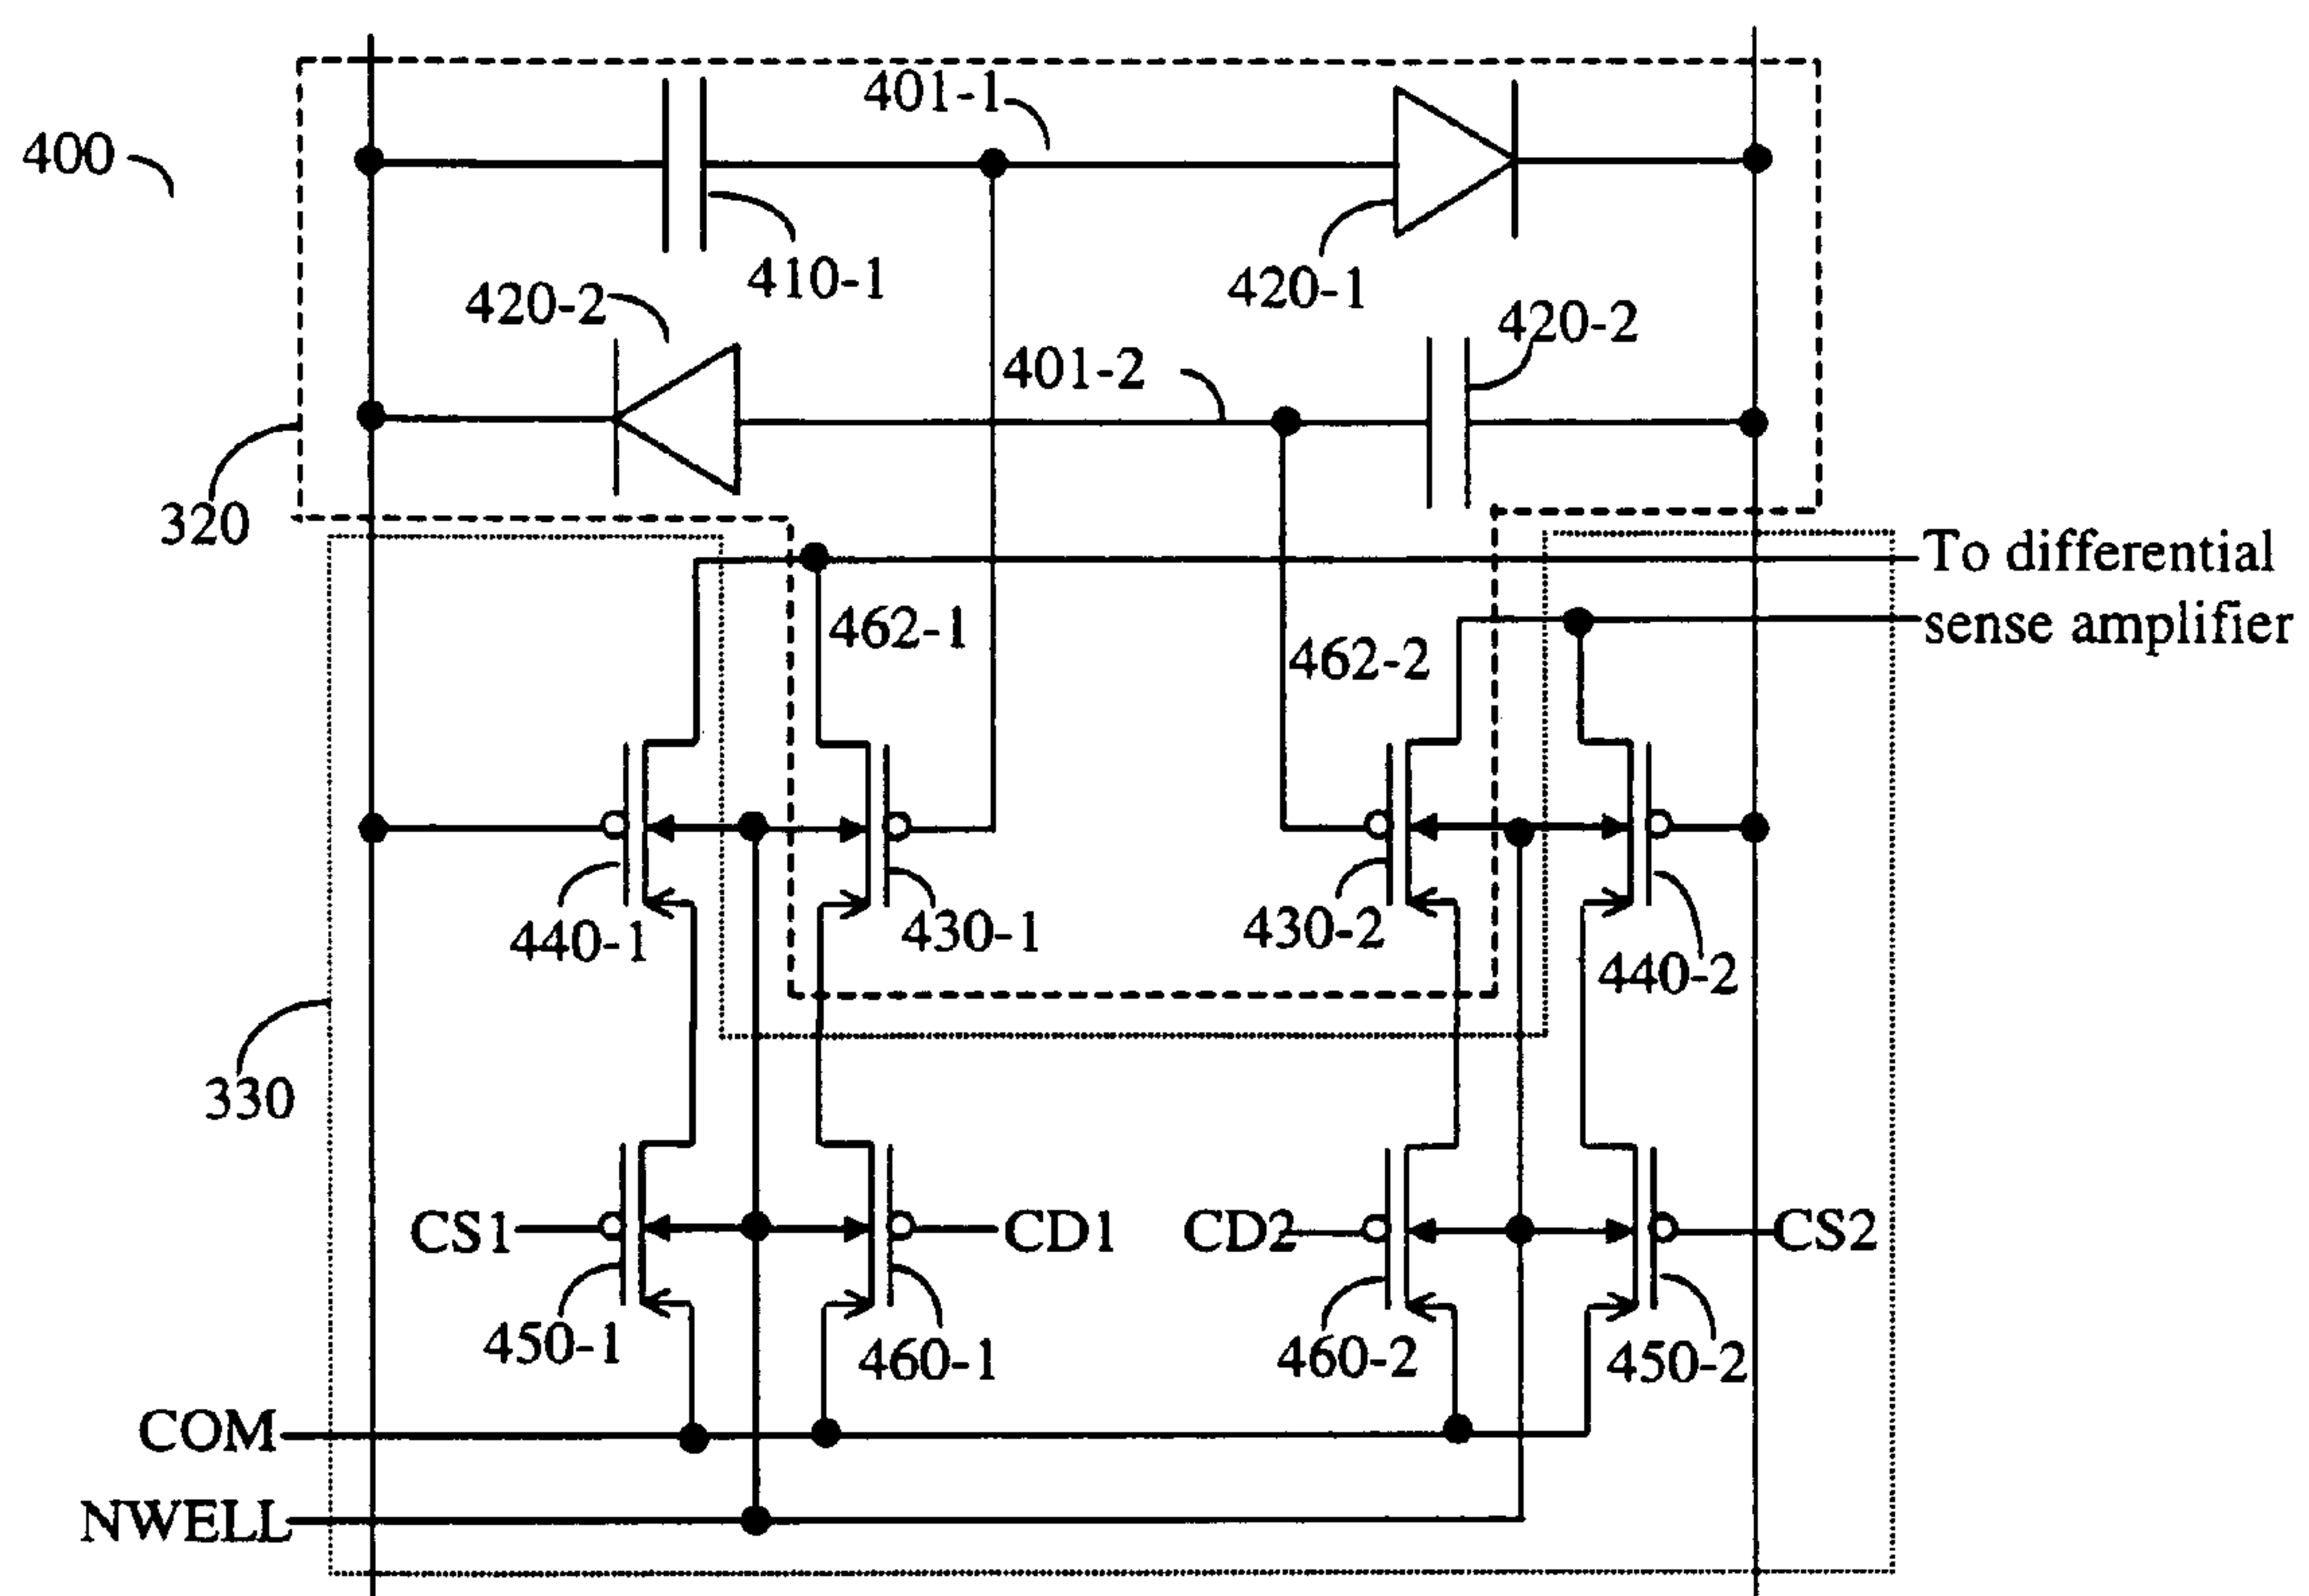 401-1
400
410-1
420-1
420-2
420-2
401-2
320
To differential
sense amplifier
462-1
462-2
440-1
430-1
430-2
440-2
330
CS1
CD1
CD2
CS2
450-1
460-1
460-2
450-2
COM
NWELL